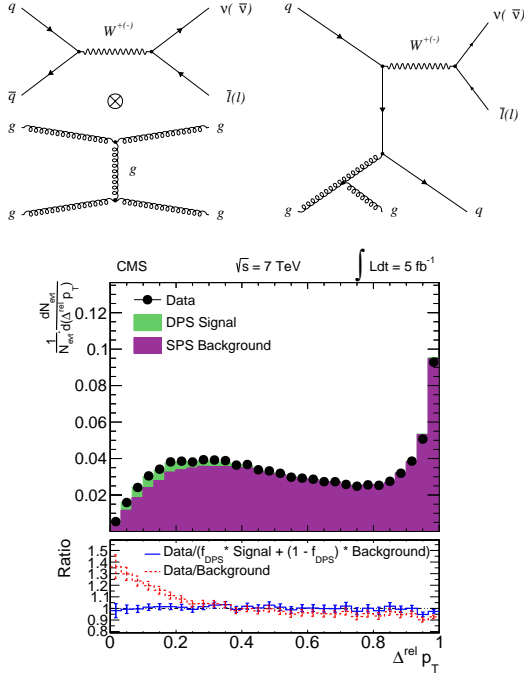 q
ν( ν̅)
W+(-)
q̅
l̅(l)
⊗
g
g
g
g
g
q
ν( ν̅)
W+(-)
l̅(l)
g
g
q
CMS
√s = 7 TeV
∫ Ldt = 5 fb-1
1/Nevt · dNevt/d(Δrel pT)
Data
DPS Signal
SPS Background
0.12
0.1
0.08
0.06
0.04
0.02
Ratio
1.5
1.4
1.3
1.2
1.1
1
0.9
0.8
Data/(fDPS* Signal + (1 - fDPS) * Background)
Data/Background
0 0.2 0.4 0.6 0.8 1
Δrel pT